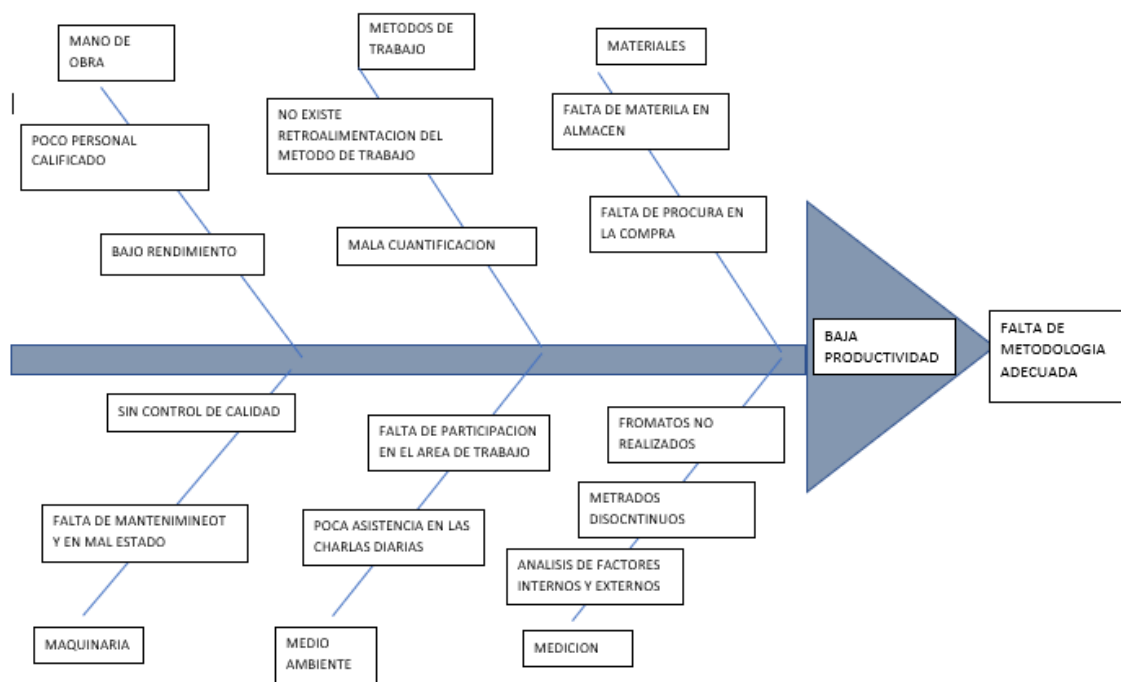 MANO DE
OBRA
METODOS DE
TRABAJO
MATERIALES
POCO PERSONAL
CALIFICADO
NO EXISTE
RETROALIMENTACION DEL
METODO DE TRABAJO
FALTA DE MATERILA EN
ALMACEN
BAJO RENDIMIENTO
MALA CUANTIFICACION
FALTA DE PROCURA EN
LA COMPRA
BAJA
PRODUCTIVIDAD
FALTA DE
METODOLOGIA
ADECUADA
SIN CONTROL DE CALIDAD
FALTA DE PARTICIPACION
EN EL AREA DE TRABAJO
FROMATOS NO
REALIZADOS
FALTA DE MANTENIMINEOT
Y EN MAL ESTADO
POCA ASISTENCIA EN LAS
CHARLAS DIARIAS
METRADOS
DISOCNTINUOS
ANALISIS DE FACTORES
INTERNOS Y EXTERNOS
MAQUINARIA
MEDIO
AMBIENTE
MEDICION